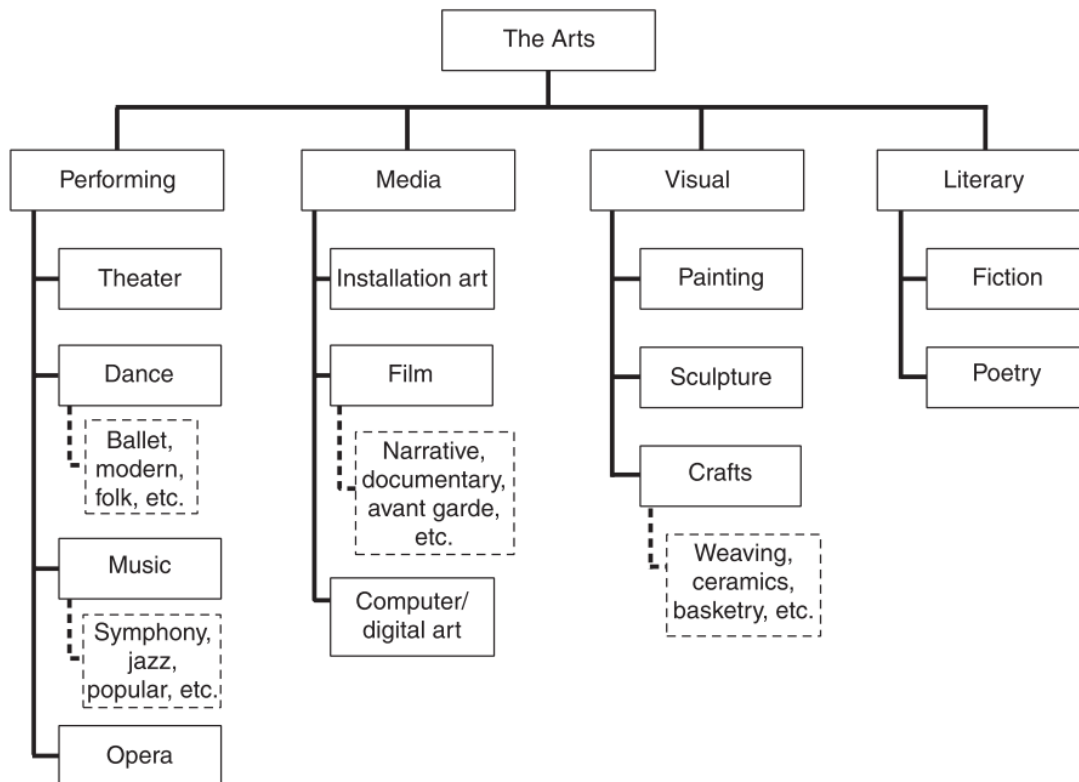 The Arts
Performing
Media
Visual
Literary
Theater
Installation art
Painting
Fiction
Dance
Film
Sculpture
Poetry
Ballet,
modern,
folk, etc.
Narrative,
documentary,
avant garde,
etc.
Crafts
Music
Weaving,
ceramics,
basketry, etc.
Computer/
digital art
Symphony,
jazz,
popular, etc.
Opera